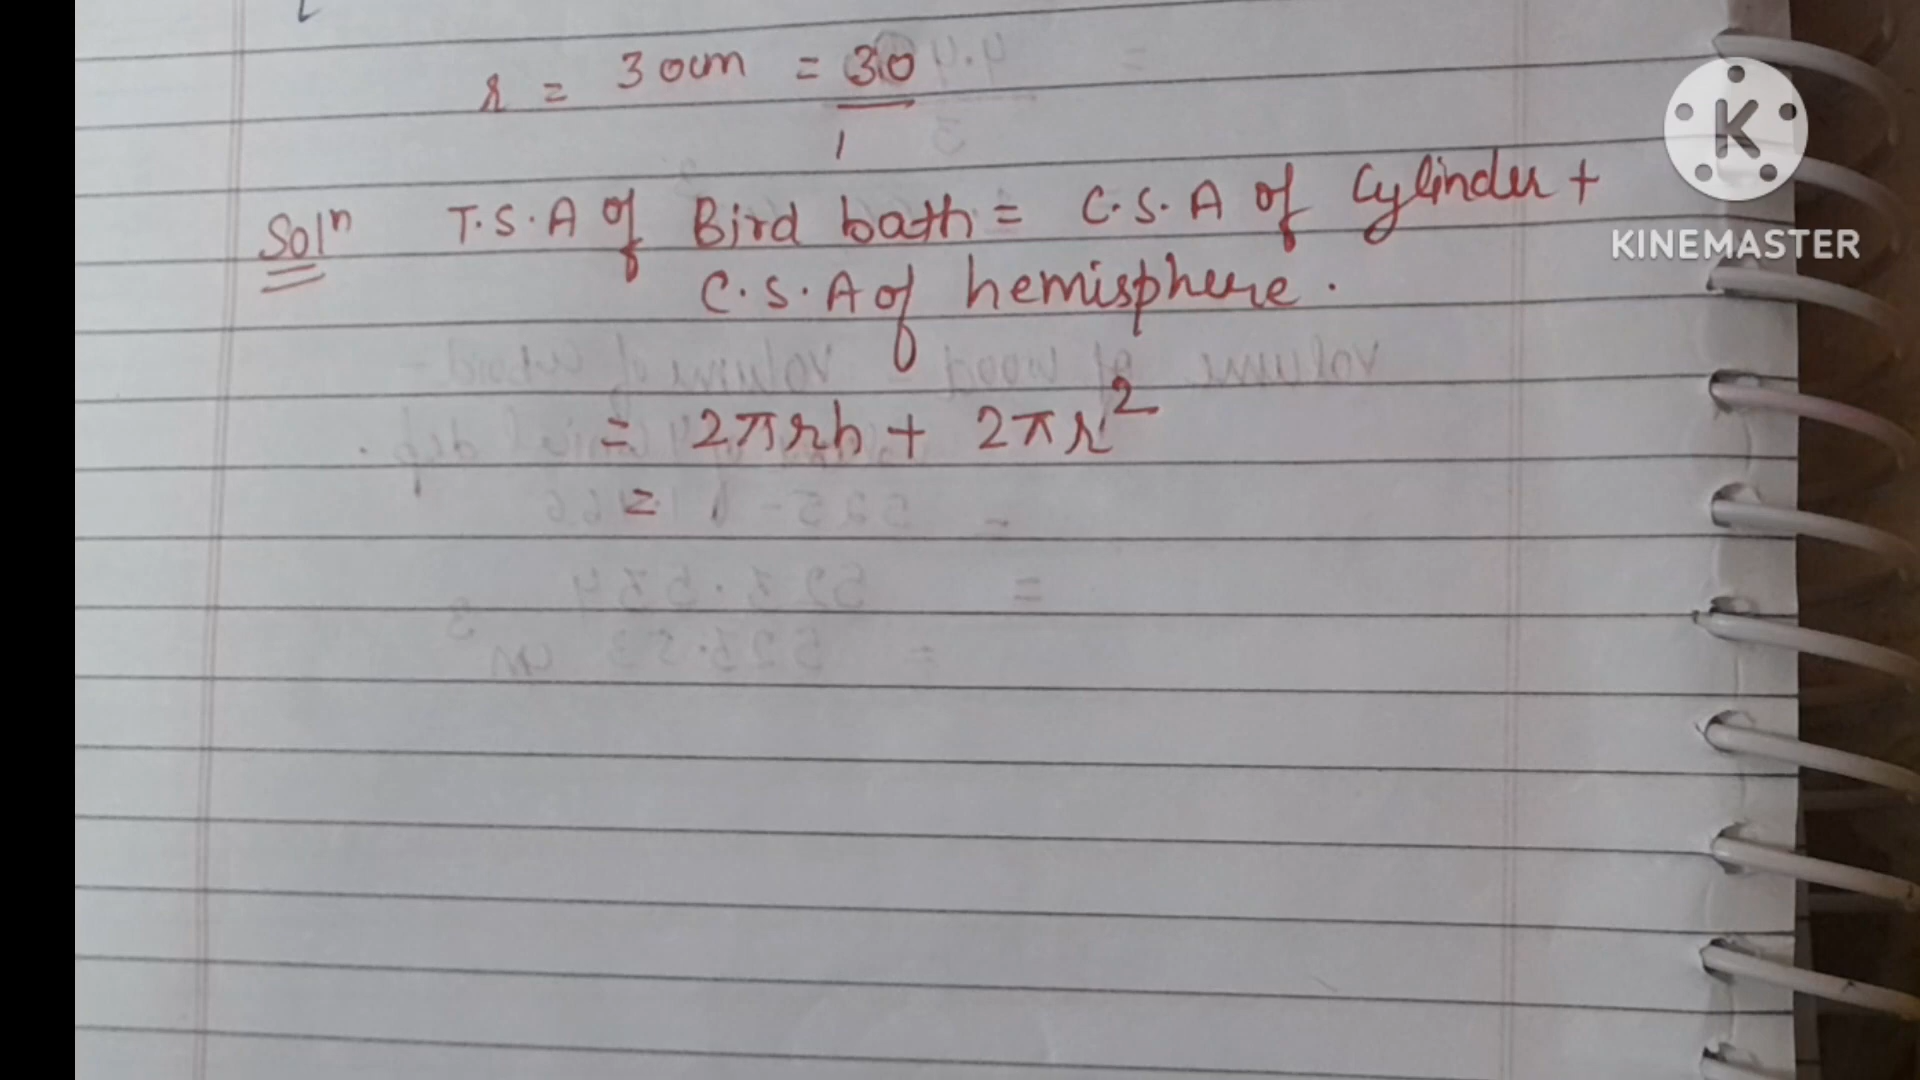 r = 30cm = 30
1
Solⁿ T.S.A of Bird bath = C.S.A of Cylinder +
C.S.A of hemisphere.
= 2πrh + 2πr²
=
KINEMASTER